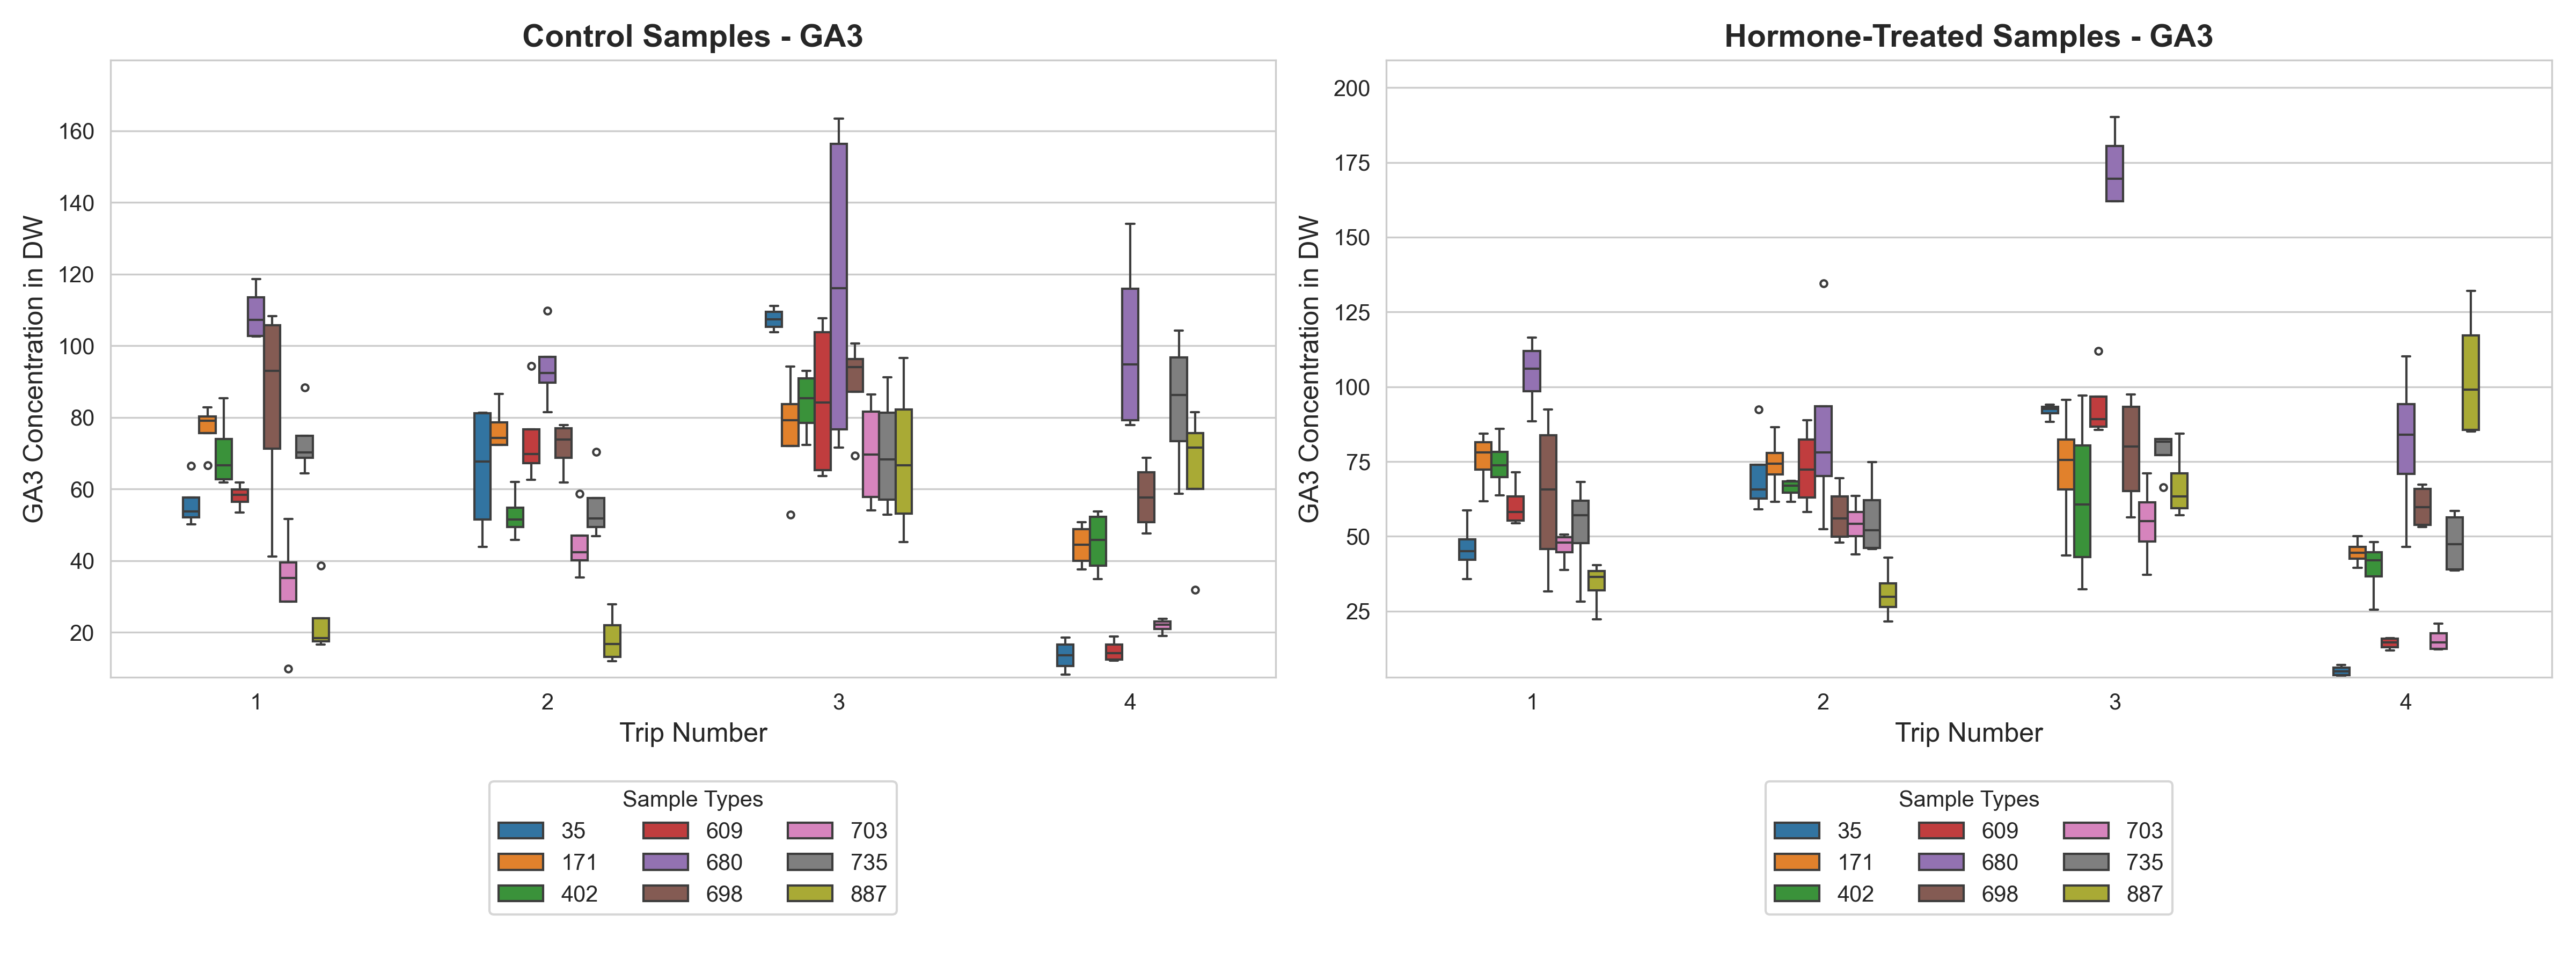 Control Samples - GA3
GA3 Concentration in DW
160
140
120
100
80
60
40
20
1 2 3 4
Trip Number
Sample Types
35 609 703
171 680 735
402 698 887
Hormone-Treated Samples - GA3
GA3 Concentration in DW
200
175
150
125
100
75
50
25
1 2 3 4
Trip Number
Sample Types
35 609 703
171 680 735
402 698 887